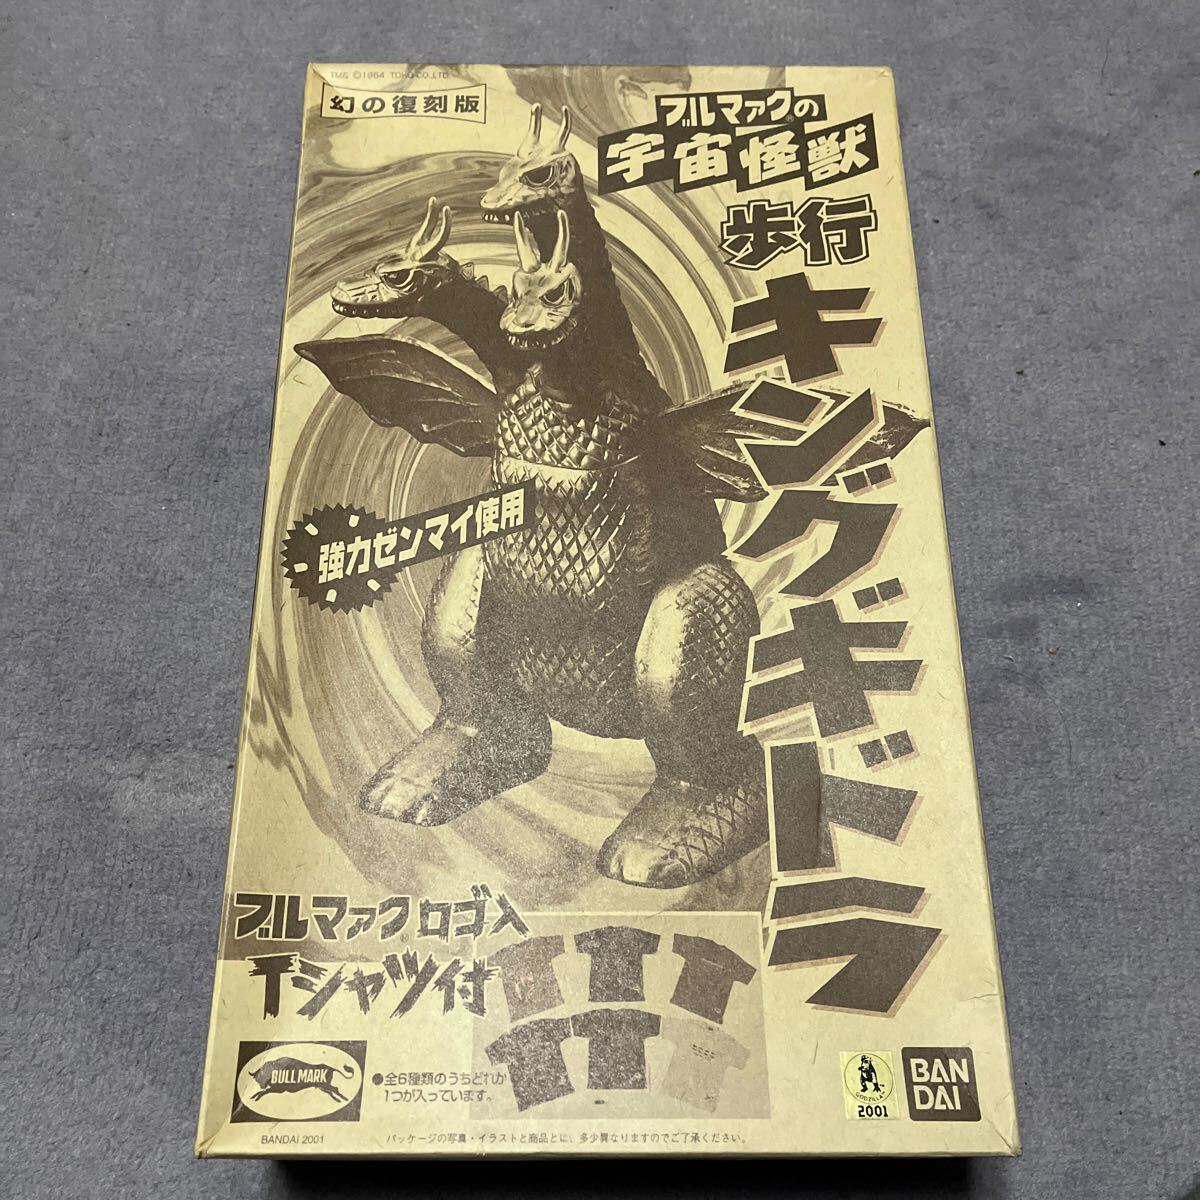 TM& ©1964 TOHO CO.,LTD.
幻の復刻版
ブルマァク®の
宇宙怪獣
歩行
キングギドラ
強力ゼンマイ使用
ブルマァク®ロゴ入
Tシャツ付
BULLMARK
●全6種類のうちどれか
1つが入っています。
GODZILLA
2001
BAN
DAI
BANDAI 2001
パッケージの写真・イラストと商品とは、多少異なりますのでご了承ください。